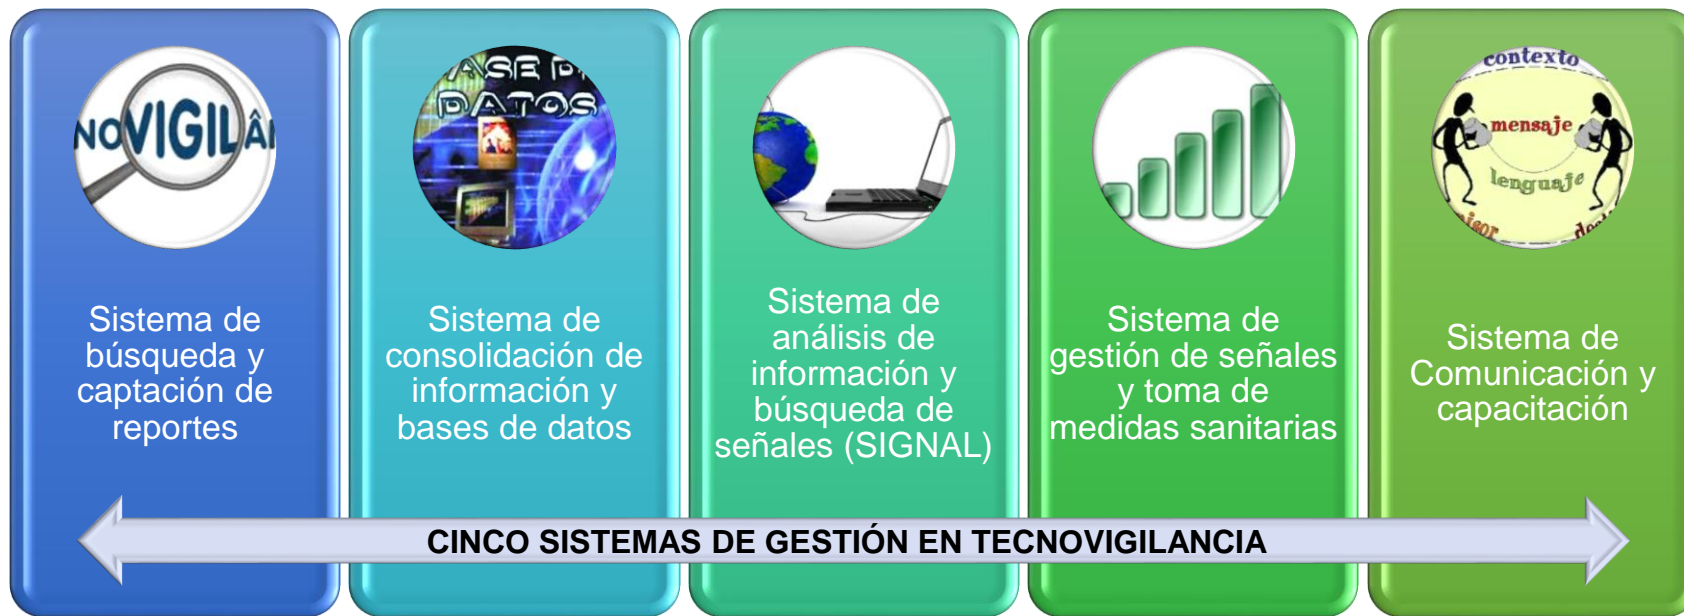 NOVIGILÂ
DATOS
contexto
mensaje
lenguaje
Sistema de
búsqueda y
captación de
reportes
Sistema de
consolidación de
información y
bases de datos
Sistema de
análisis de
información y
búsqueda de
señales (SIGNAL)
Sistema de
gestión de señales
y toma de
medidas sanitarias
Sistema de
Comunicación y
capacitación
CINCO SISTEMAS DE GESTIÓN EN TECNOVIGILANCIA